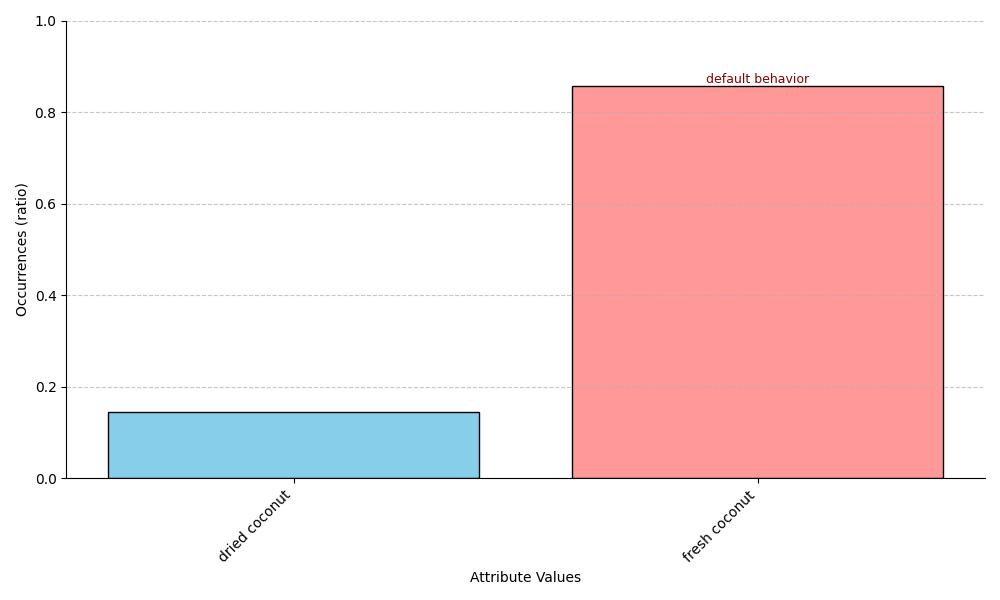 1.0
default behavior
0.8
0.6
0.4
0.2
0.0
Occurrences (ratio)
dried coconut
fresh coconut
Attribute Values